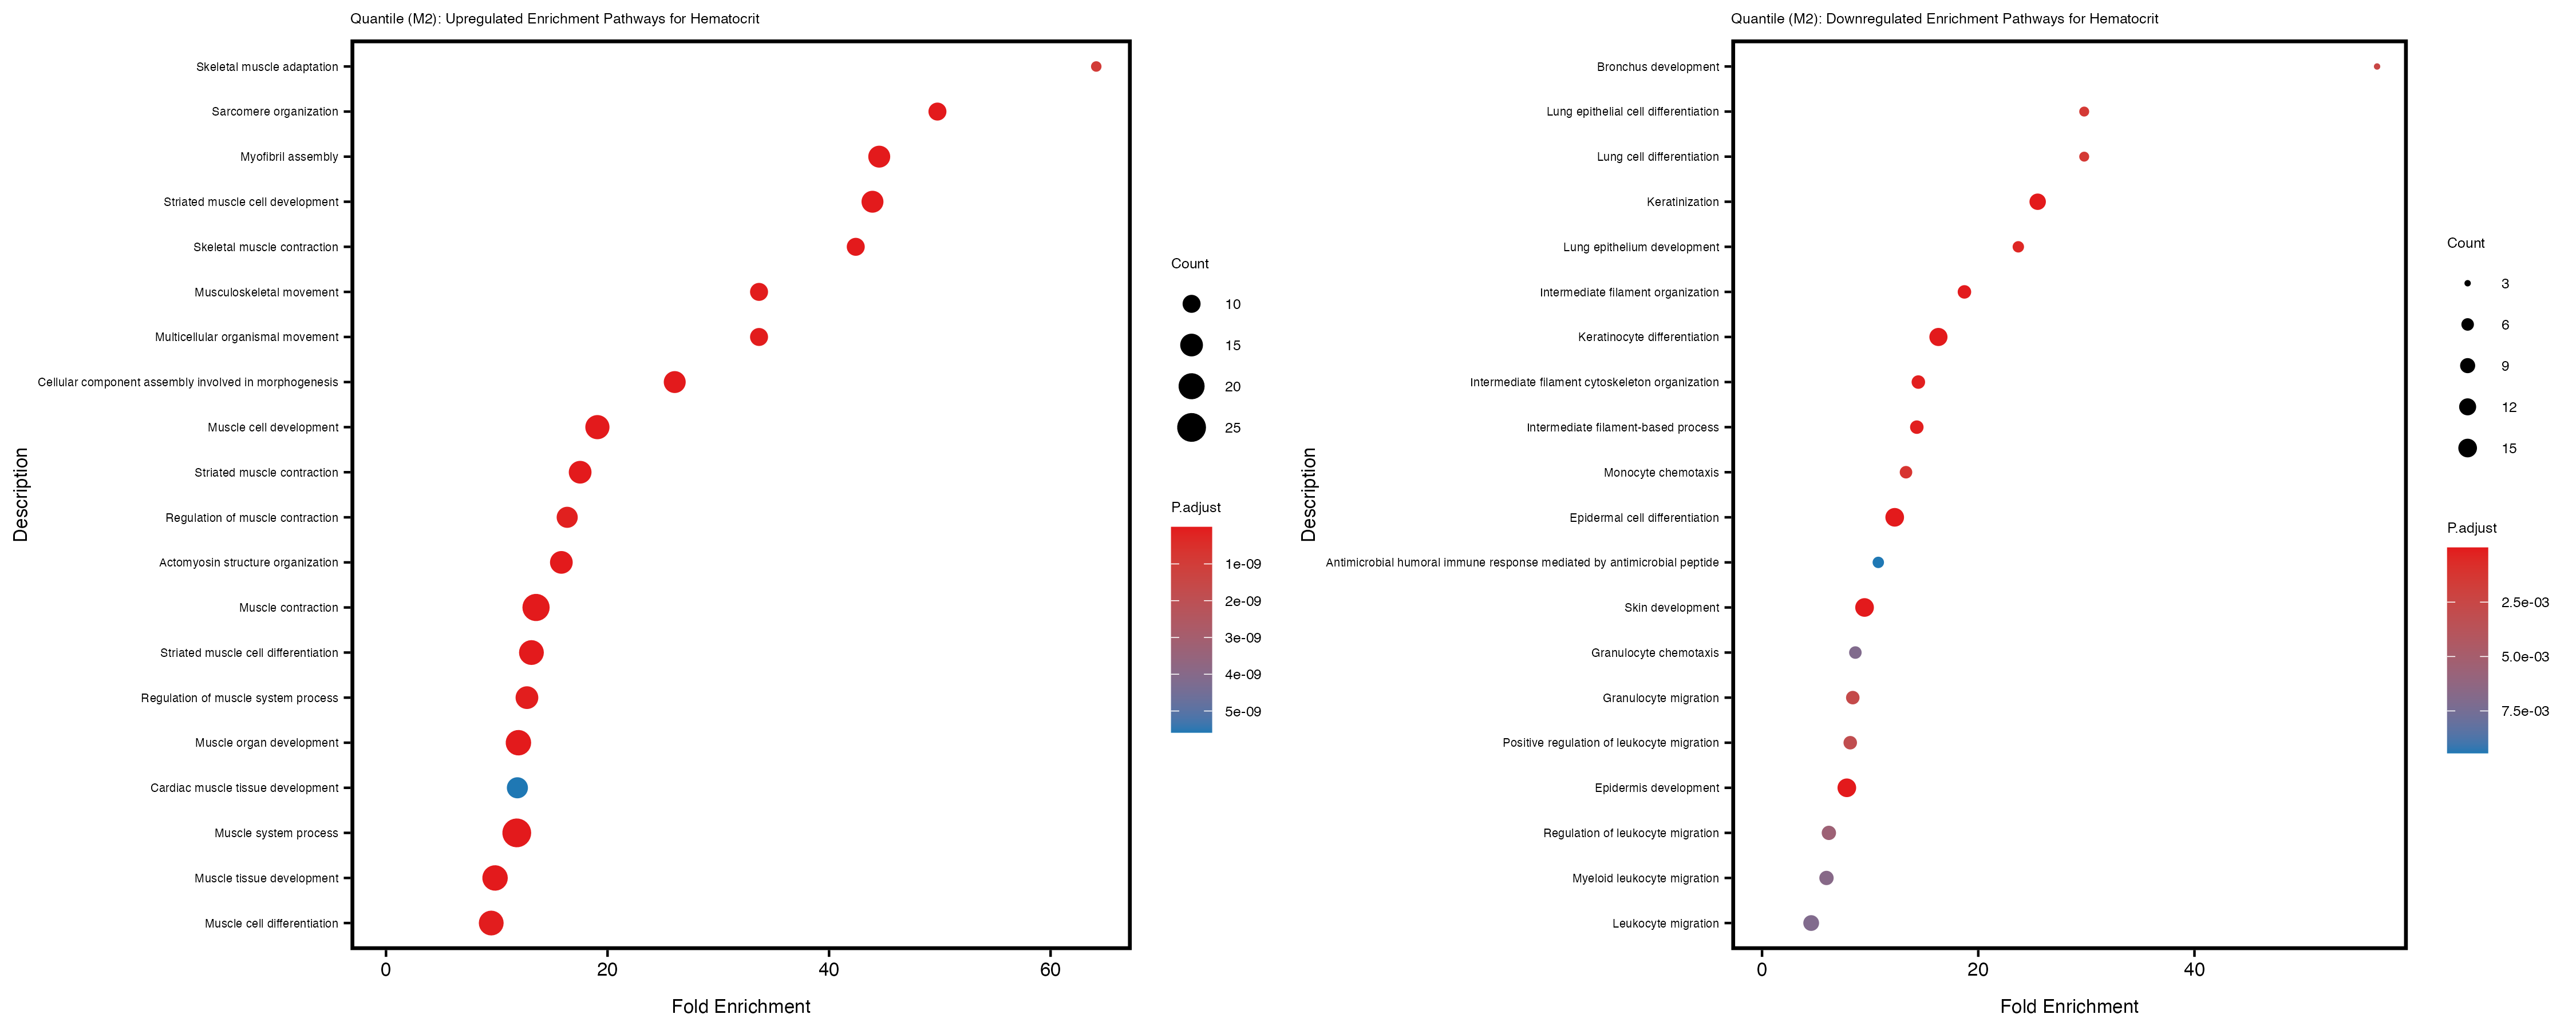 Quantile (M2): Upregulated Enrichment Pathways for Hematocrit
Description
Skeletal muscle adaptation
Sarcomere organization
Myofibril assembly
Striated muscle cell development
Skeletal muscle contraction
Musculoskeletal movement
Multicellular organismal movement
Cellular component assembly involved in morphogenesis
Muscle cell development
Striated muscle contraction
Regulation of muscle contraction
Actomyosin structure organization
Muscle contraction
Striated muscle cell differentiation
Regulation of muscle system process
Muscle organ development
Cardiac muscle tissue development
Muscle system process
Muscle tissue development
Muscle cell differentiation
0 20 40 60
Fold Enrichment
Count
10
15
20
25
P.adjust
1e-09
2e-09
3e-09
4e-09
5e-09
Quantile (M2): Downregulated Enrichment Pathways for Hematocrit
Description
Bronchus development
Lung epithelial cell differentiation
Lung cell differentiation
Keratinization
Lung epithelium development
Intermediate filament organization
Keratinocyte differentiation
Intermediate filament cytoskeleton organization
Intermediate filament-based process
Monocyte chemotaxis
Epidermal cell differentiation
Antimicrobial humoral immune response mediated by antimicrobial peptide
Skin development
Granulocyte chemotaxis
Granulocyte migration
Positive regulation of leukocyte migration
Epidermis development
Regulation of leukocyte migration
Myeloid leukocyte migration
Leukocyte migration
0 20 40
Fold Enrichment
Count
3
6
9
12
15
P.adjust
2.5e-03
5.0e-03
7.5e-03